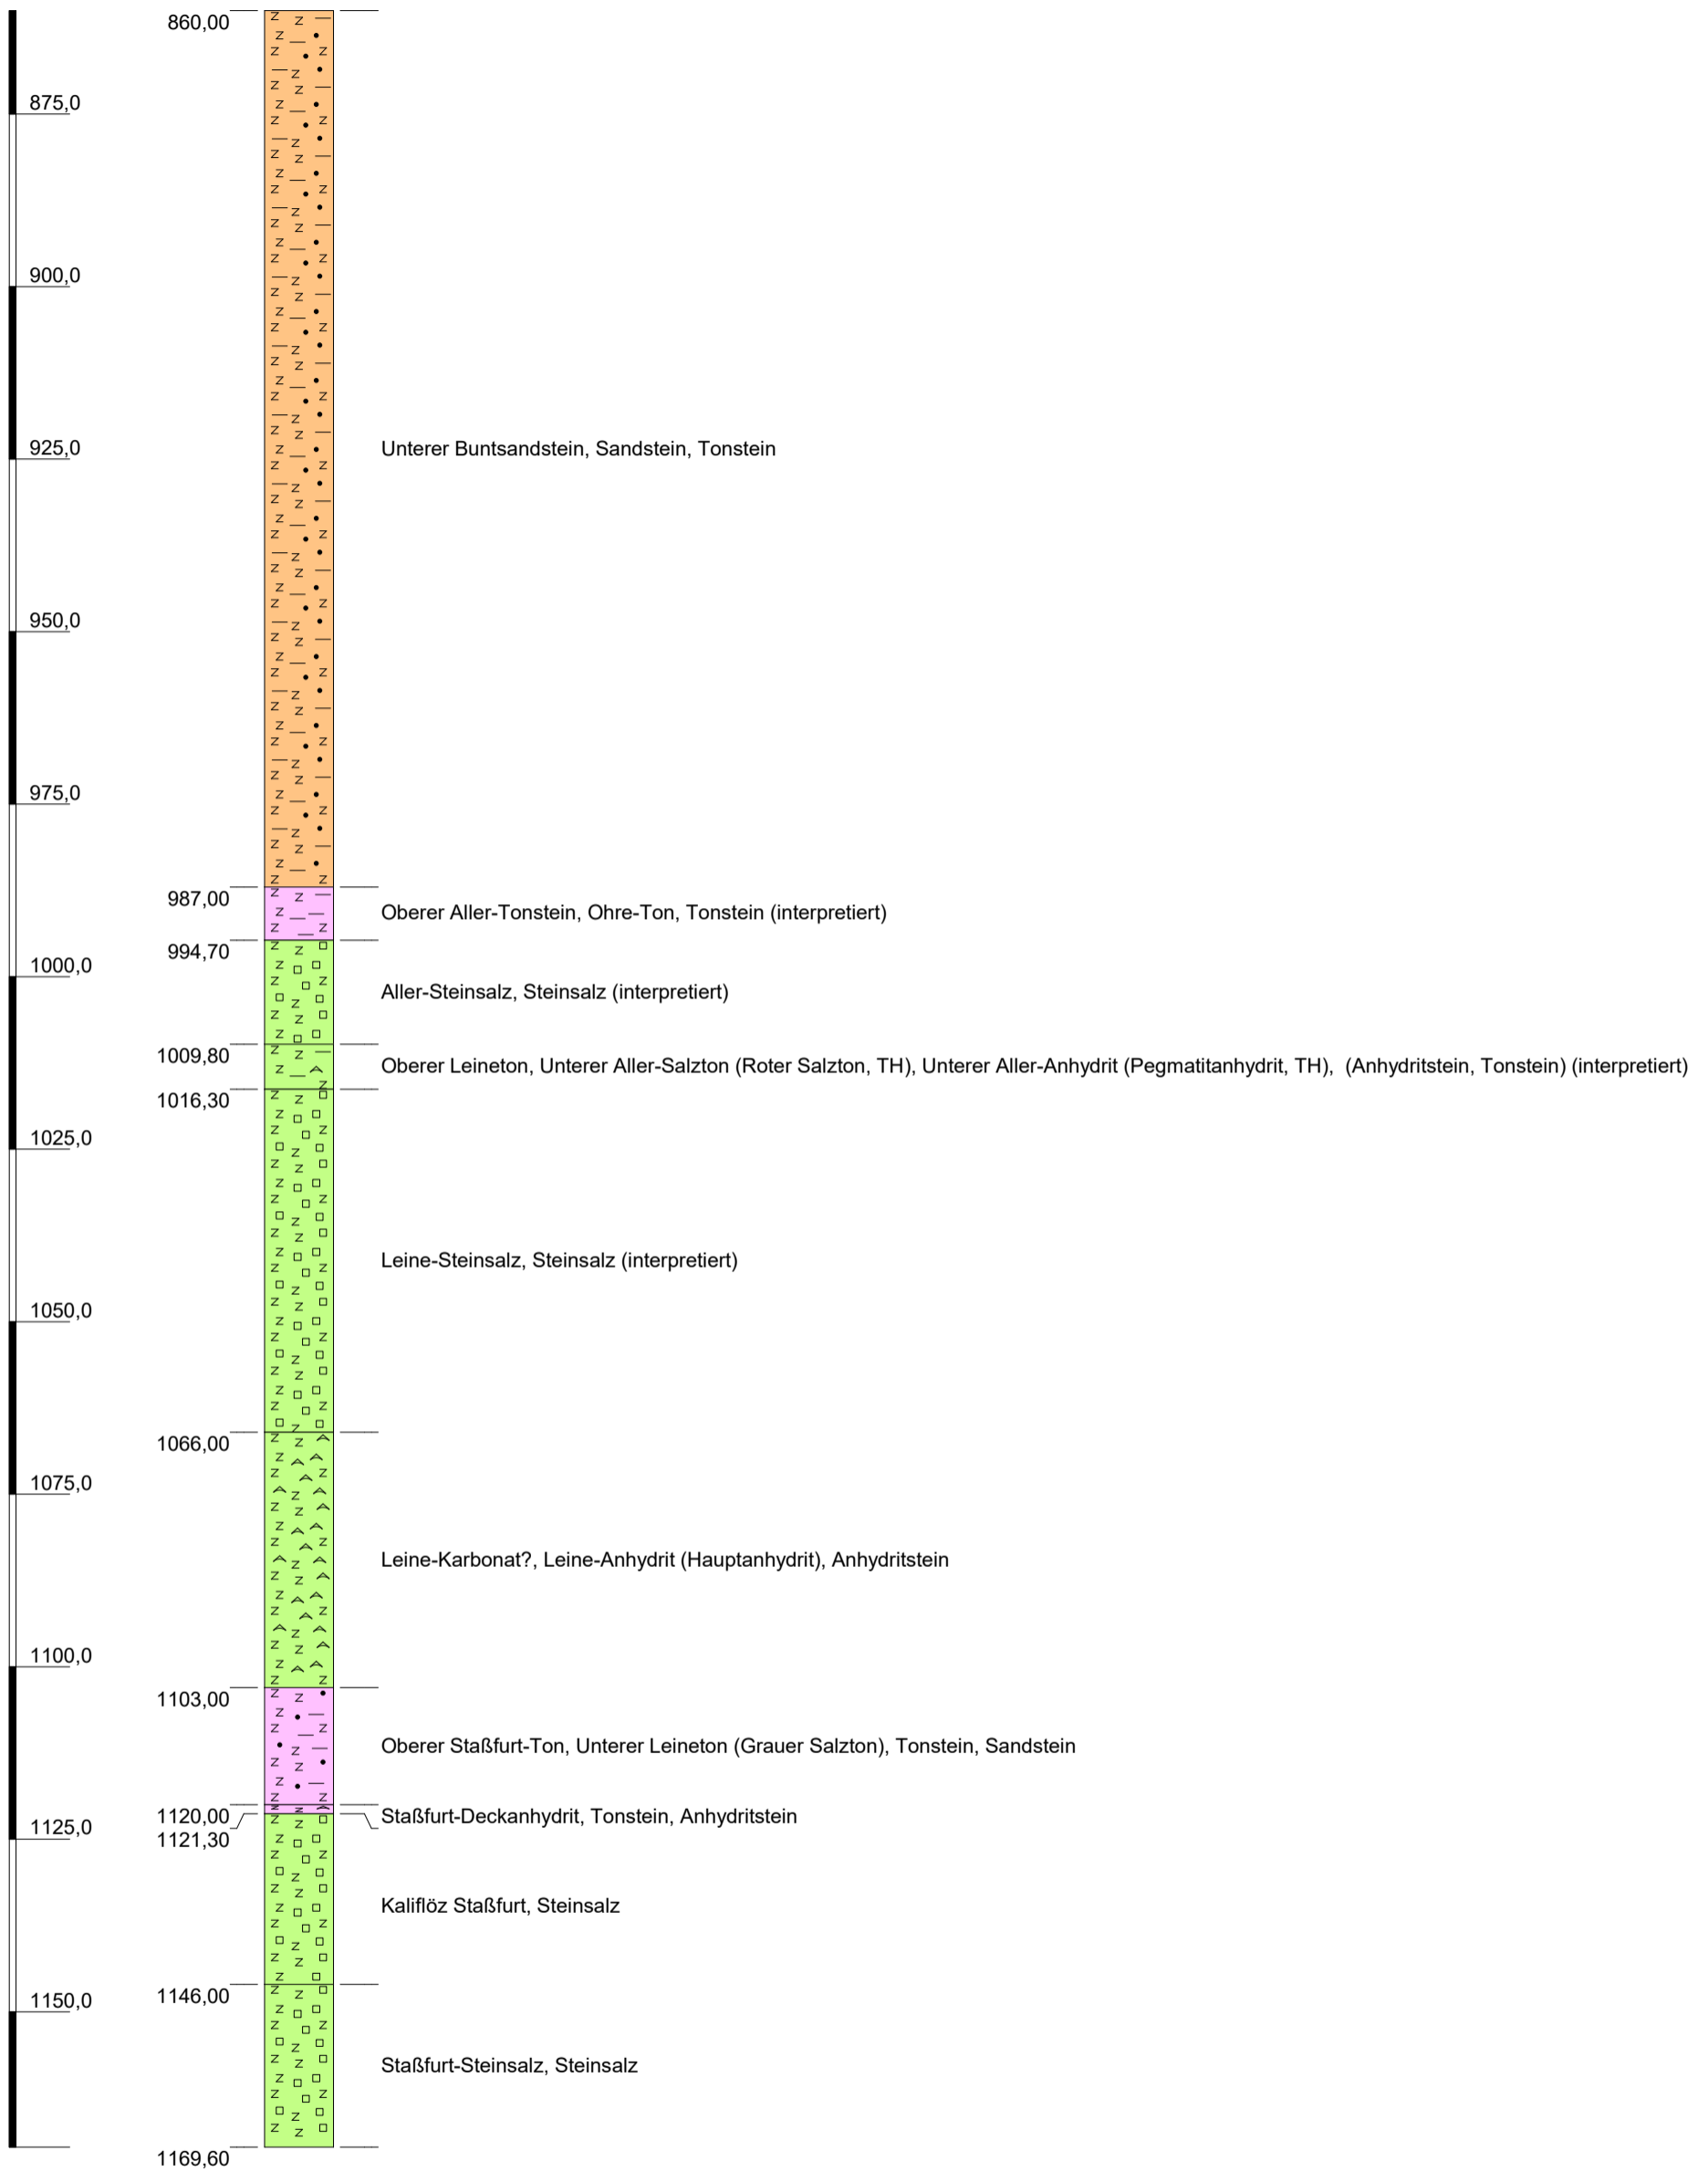 860,00
875,0
900,0
925,0
Unterer Buntsandstein, Sandstein, Tonstein
950,0
975,0
987,00
Oberer Aller-Tonstein, Ohre-Ton, Tonstein (interpretiert)
994,70
1000,0
Aller-Steinsalz, Steinsalz (interpretiert)
1009,80
Oberer Leineton, Unterer Aller-Salzton (Roter Salzton, TH), Unterer Aller-Anhydrit (Pegmatitanhydrit, TH),  (Anhydritstein, Tonstein) (interpretiert)
1016,30
1025,0
Leine-Steinsalz, Steinsalz (interpretiert)
1050,0
1066,00
1075,0
Leine-Karbonat?, Leine-Anhydrit (Hauptanhydrit), Anhydritstein
1100,0
1103,00
Oberer Staßfurt-Ton, Unterer Leineton (Grauer Salzton), Tonstein, Sandstein
1120,00
Staßfurt-Deckanhydrit, Tonstein, Anhydritstein
1125,0
1121,30
Kaliflöz Staßfurt, Steinsalz
1146,00
1150,0
Staßfurt-Steinsalz, Steinsalz
1169,60